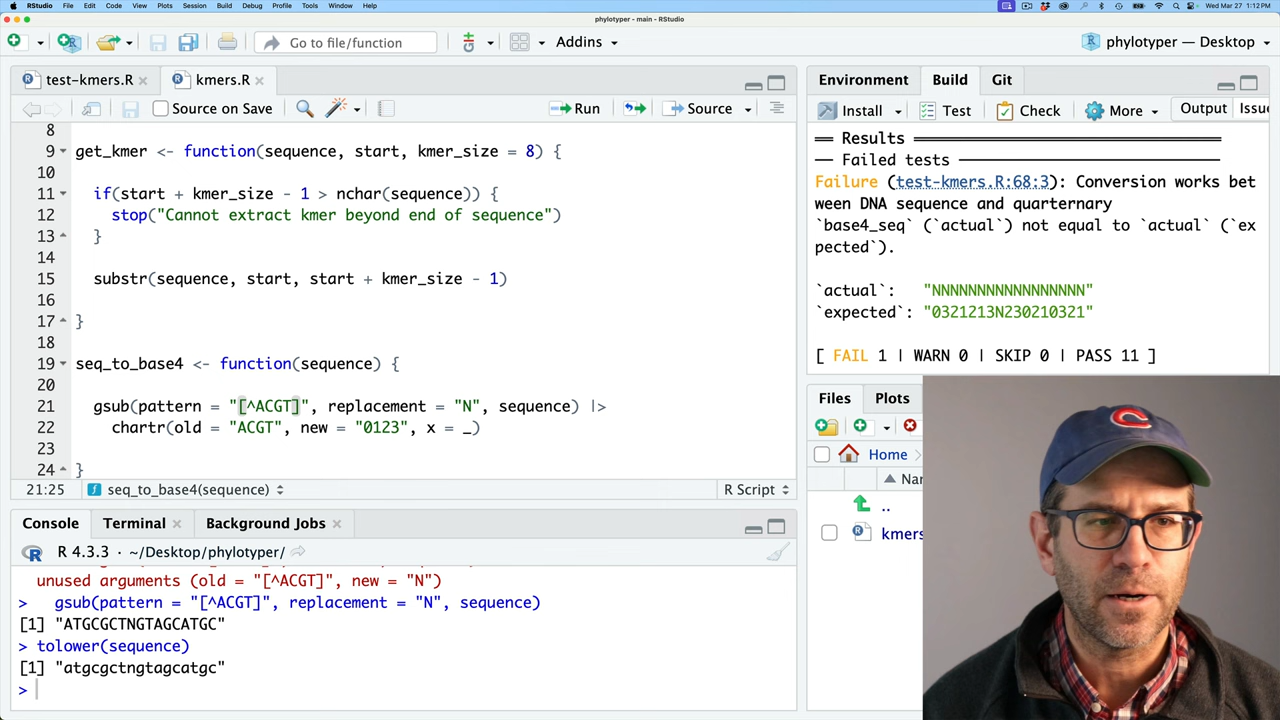 RStudio File Edit Code View Plots Session Build Debug Profile Tools Window Help Wed Mar 27 1:12 PM
phylotyper - main - RStudio
Go to file/function Addins phylotyper — Desktop
test-kmers.R kmers.R
Source on Save Run Source
8
9 get_kmer <- function(sequence, start, kmer_size = 8) {
10
11 if(start + kmer_size - 1 > nchar(sequence)) {
12 stop("Cannot extract kmer beyond end of sequence")
13 }
14
15 substr(sequence, start, start + kmer_size - 1)
16
17 }
18
19 seq_to_base4 <- function(sequence) {
20
21 gsub(pattern = "[^ACGT]", replacement = "N", sequence) |>
22 chartr(old = "ACGT", new = "0123", x = _)
23
24 }
21:25 seq_to_base4(sequence) R Script
Console Terminal Background Jobs
R 4.3.3 · ~/Desktop/phylotyper/
unused arguments (old = "[^ACGT]", new = "N")
> gsub(pattern = "[^ACGT]", replacement = "N", sequence)
[1] "ATGCGCTNGTAGCATGC"
> tolower(sequence)
[1] "atgcgctngtagcatgc"
>
Environment Build Git
Install Test Check More Output Issu
══ Results ══════════════════════
── Failed tests ─────────────────
Failure (test-kmers.R:68:3): Conversion works bet
ween DNA sequence and quarternary
`base4_seq` (`actual`) not equal to `actual` (`ex
pected`).
`actual`: "NNNNNNNNNNNNNNNNN"
`expected`: "0321213N230210321"
[ FAIL 1 | WARN 0 | SKIP 0 | PASS 11 ]
Files Plots
Home
Nam
..
kmers